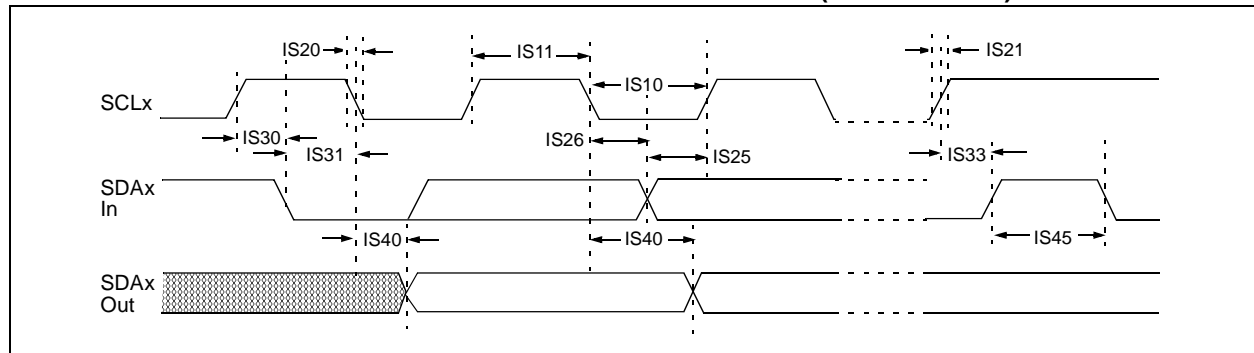 IS20
IS11
IS21
IS10
SCLx
IS30
IS26
IS31
IS25
IS33
SDAx
In
IS40
IS40
IS45
SDAx
Out